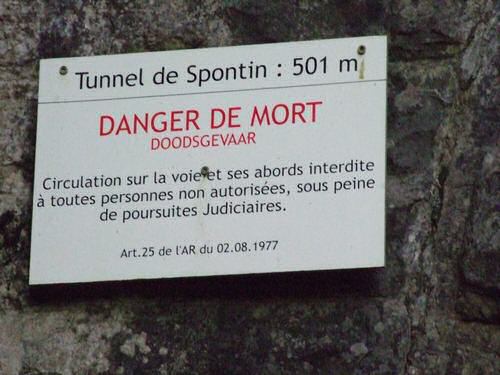 Tunnel de Spontin : 501 m
DANGER DE MORT
DOODSGEVAAR
Circulation sur la voie et ses abords interdite
à toutes personnes non autorisées, sous peine
de poursuites Judiciaires.
Art.25 de l'AR du 02.08.1977